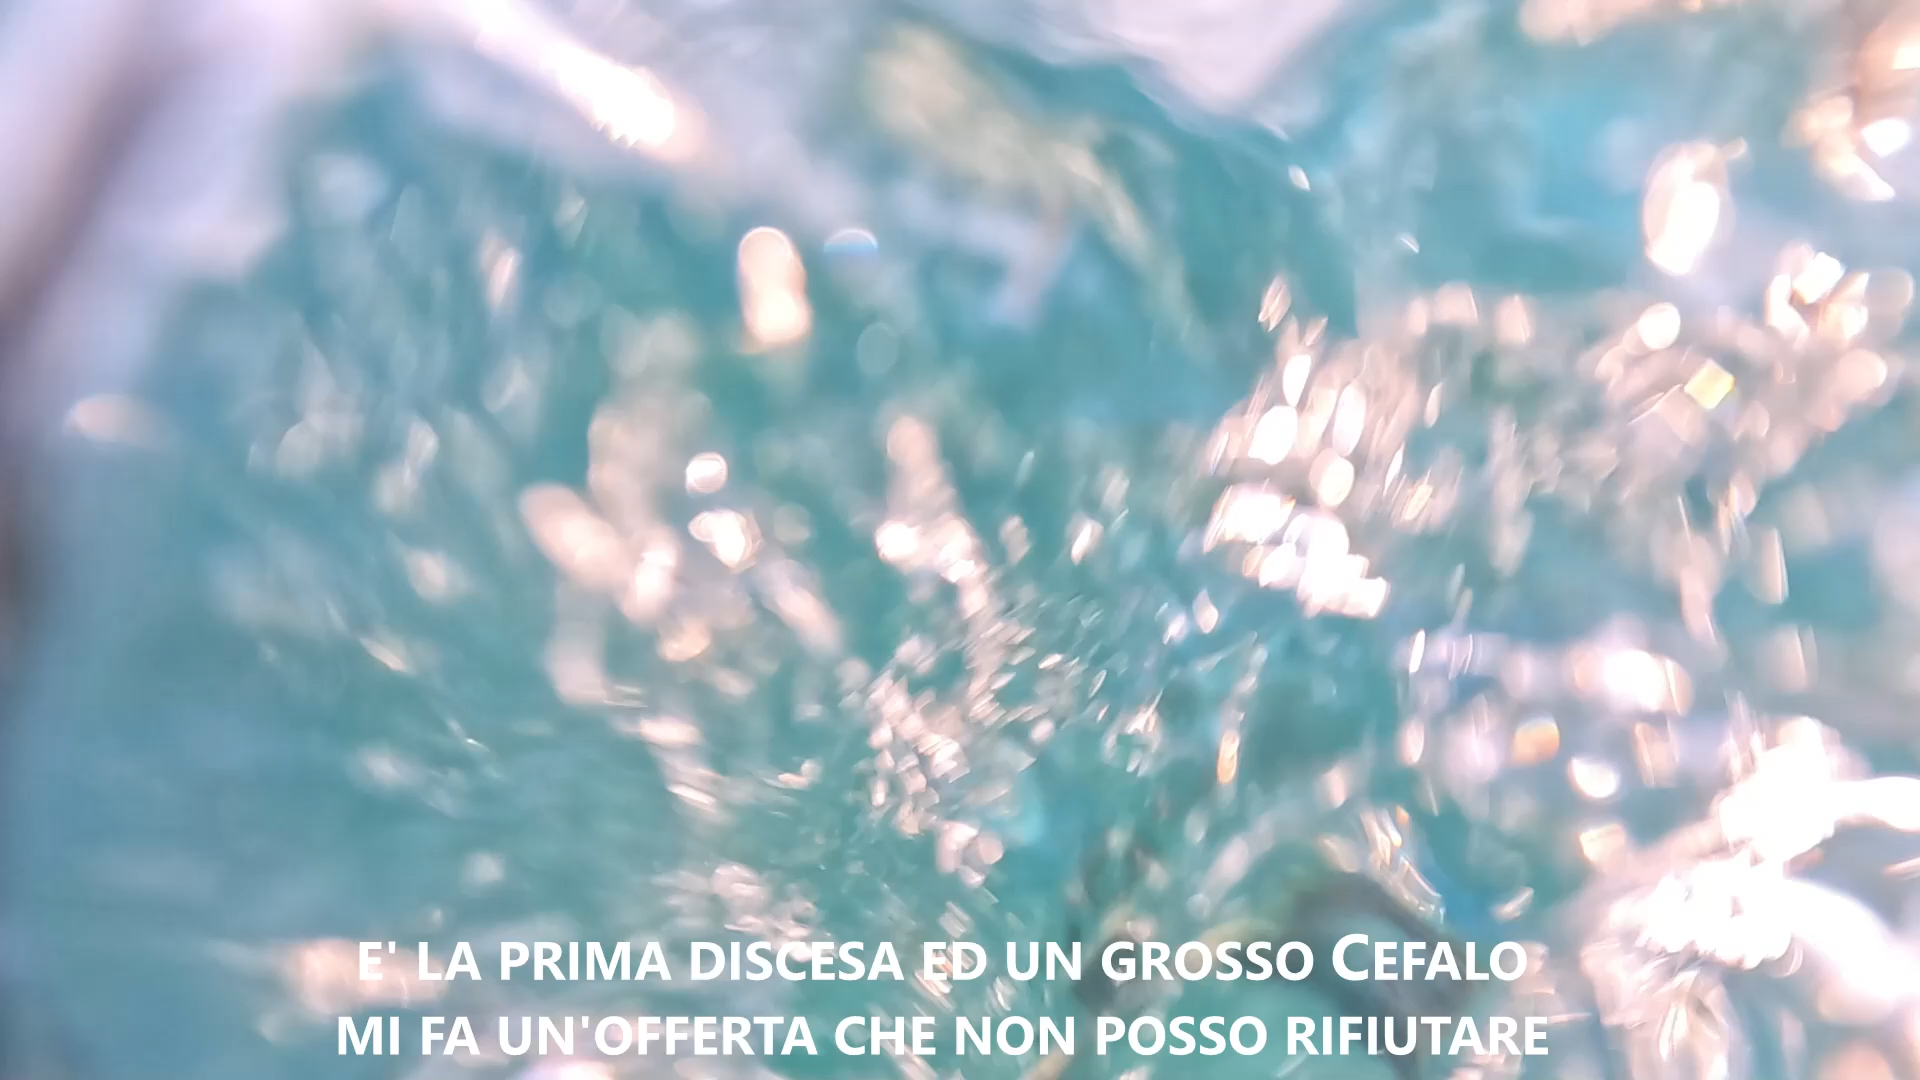 E' LA PRIMA DISCESA ED UN GROSSO CEFALO
MI FA UN'OFFERTA CHE NON POSSO RIFIUTARE